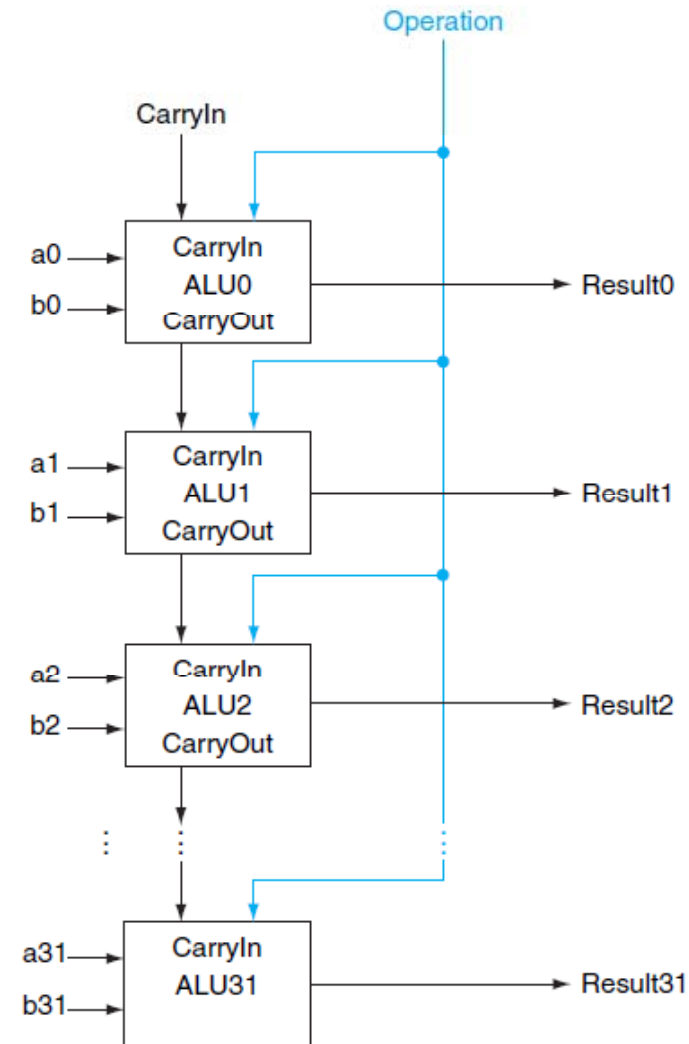 Operation
CarryIn
a0
b0
CarryIn
ALU0
CarryOut
Result0
a1
b1
CarryIn
ALU1
CarryOut
Result1
a2
b2
CarryIn
ALU2
CarryOut
Result2
a31
b31
CarryIn
ALU31
Result31